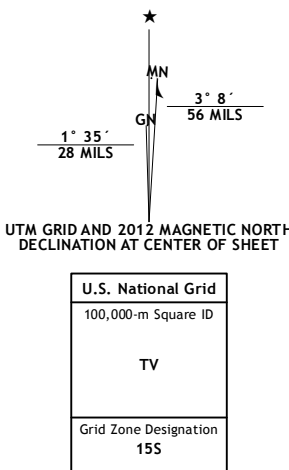 ★
MN
GN
3° 8´
56 MILS
1° 35´
28 MILS
UTM GRID AND 2012 MAGNETIC NORTH
DECLINATION AT CENTER OF SHEET
U.S. National Grid
100,000-m Square ID
TV
Grid Zone Designation
15S